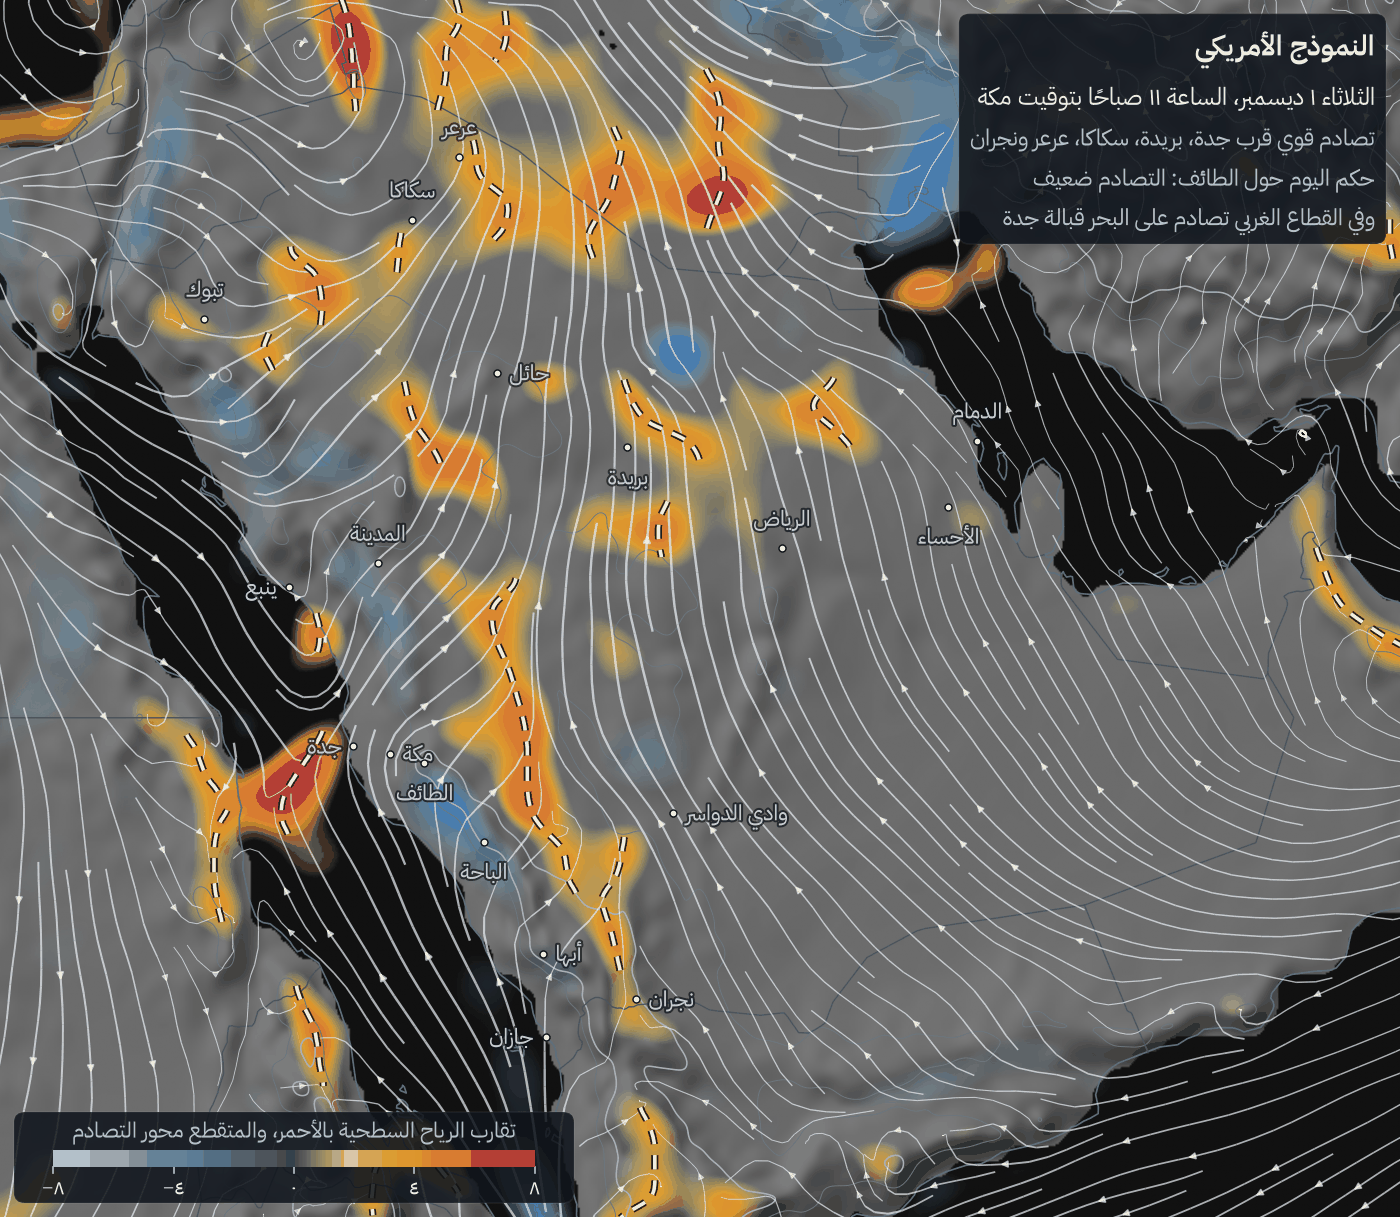 النموذج الأمريكي
الثلاثاء ١ ديسمبر، الساعة ١١ صباحًا بتوقيت مكة
تصادم قوي قرب جدة، بريدة، سكاكا، عرعر ونجران
حكم اليوم حول الطائف: التصادم ضعيف
وفي القطاع الغربي تصادم على البحر قبالة جدة
عرعر
سكاكا
تبوك
حائل
الدمام
بريدة
الرياض
الأحساء
المدينة
ينبع
جدة
مكة
الطائف
وادي الدواسر
الباحة
أبها
نجران
جازان
تقارب الرياح السطحية بالأحمر، والمتقطع محور التصادم
−٨ −٤ ٠ ٤ ٨